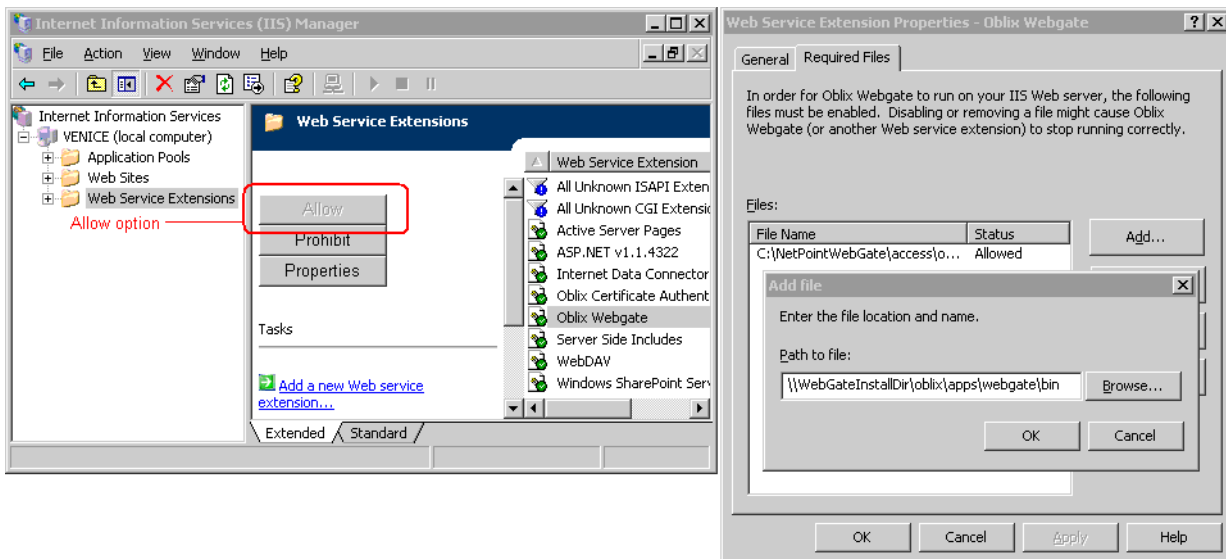 Internet Information Services (IIS) Manager
File Action View Window Help
Internet Information Services
VENICE (local computer)
Application Pools
Web Sites
Web Service Extensions
Allow option
Web Service Extensions
Allow
Prohibit
Properties
Tasks
Add a new Web service
extension...
Web Service Extension
All Unknown ISAPI Exten
All Unknown CGI Extensio
Active Server Pages
ASP.NET v1.1.4322
Internet Data Connector
Oblix Certificate Authent
Oblix Webgate
Server Side Includes
WebDAV
Windows SharePoint Serv
Extended Standard
Web Service Extension Properties - Oblix Webgate
General Required Files
In order for Oblix Webgate to run on your IIS Web server, the following
files must be enabled. Disabling or removing a file might cause Oblix
Webgate (or another Web service extension) to stop running correctly.
Files:
File Name Status
C:\NetPointWebGate\access\o... Allowed
Add...
Add file
Enter the file location and name.
Path to file:
\\WebGateInstallDir\oblix\apps\webgate\bin
Browse...
OK Cancel
OK Cancel Apply Help